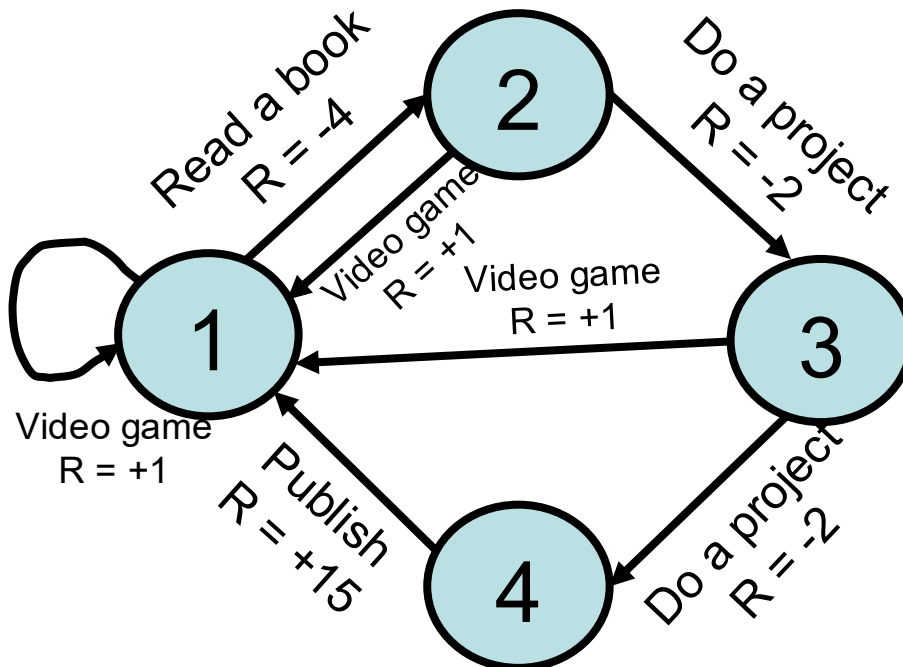 Read a book
R = -4
2
Do a project
R = -2
Video game
R = +1
Video game
R = +1
1
3
Video game
R = +1
Publish
R = +15
4
Do a project
R = -2